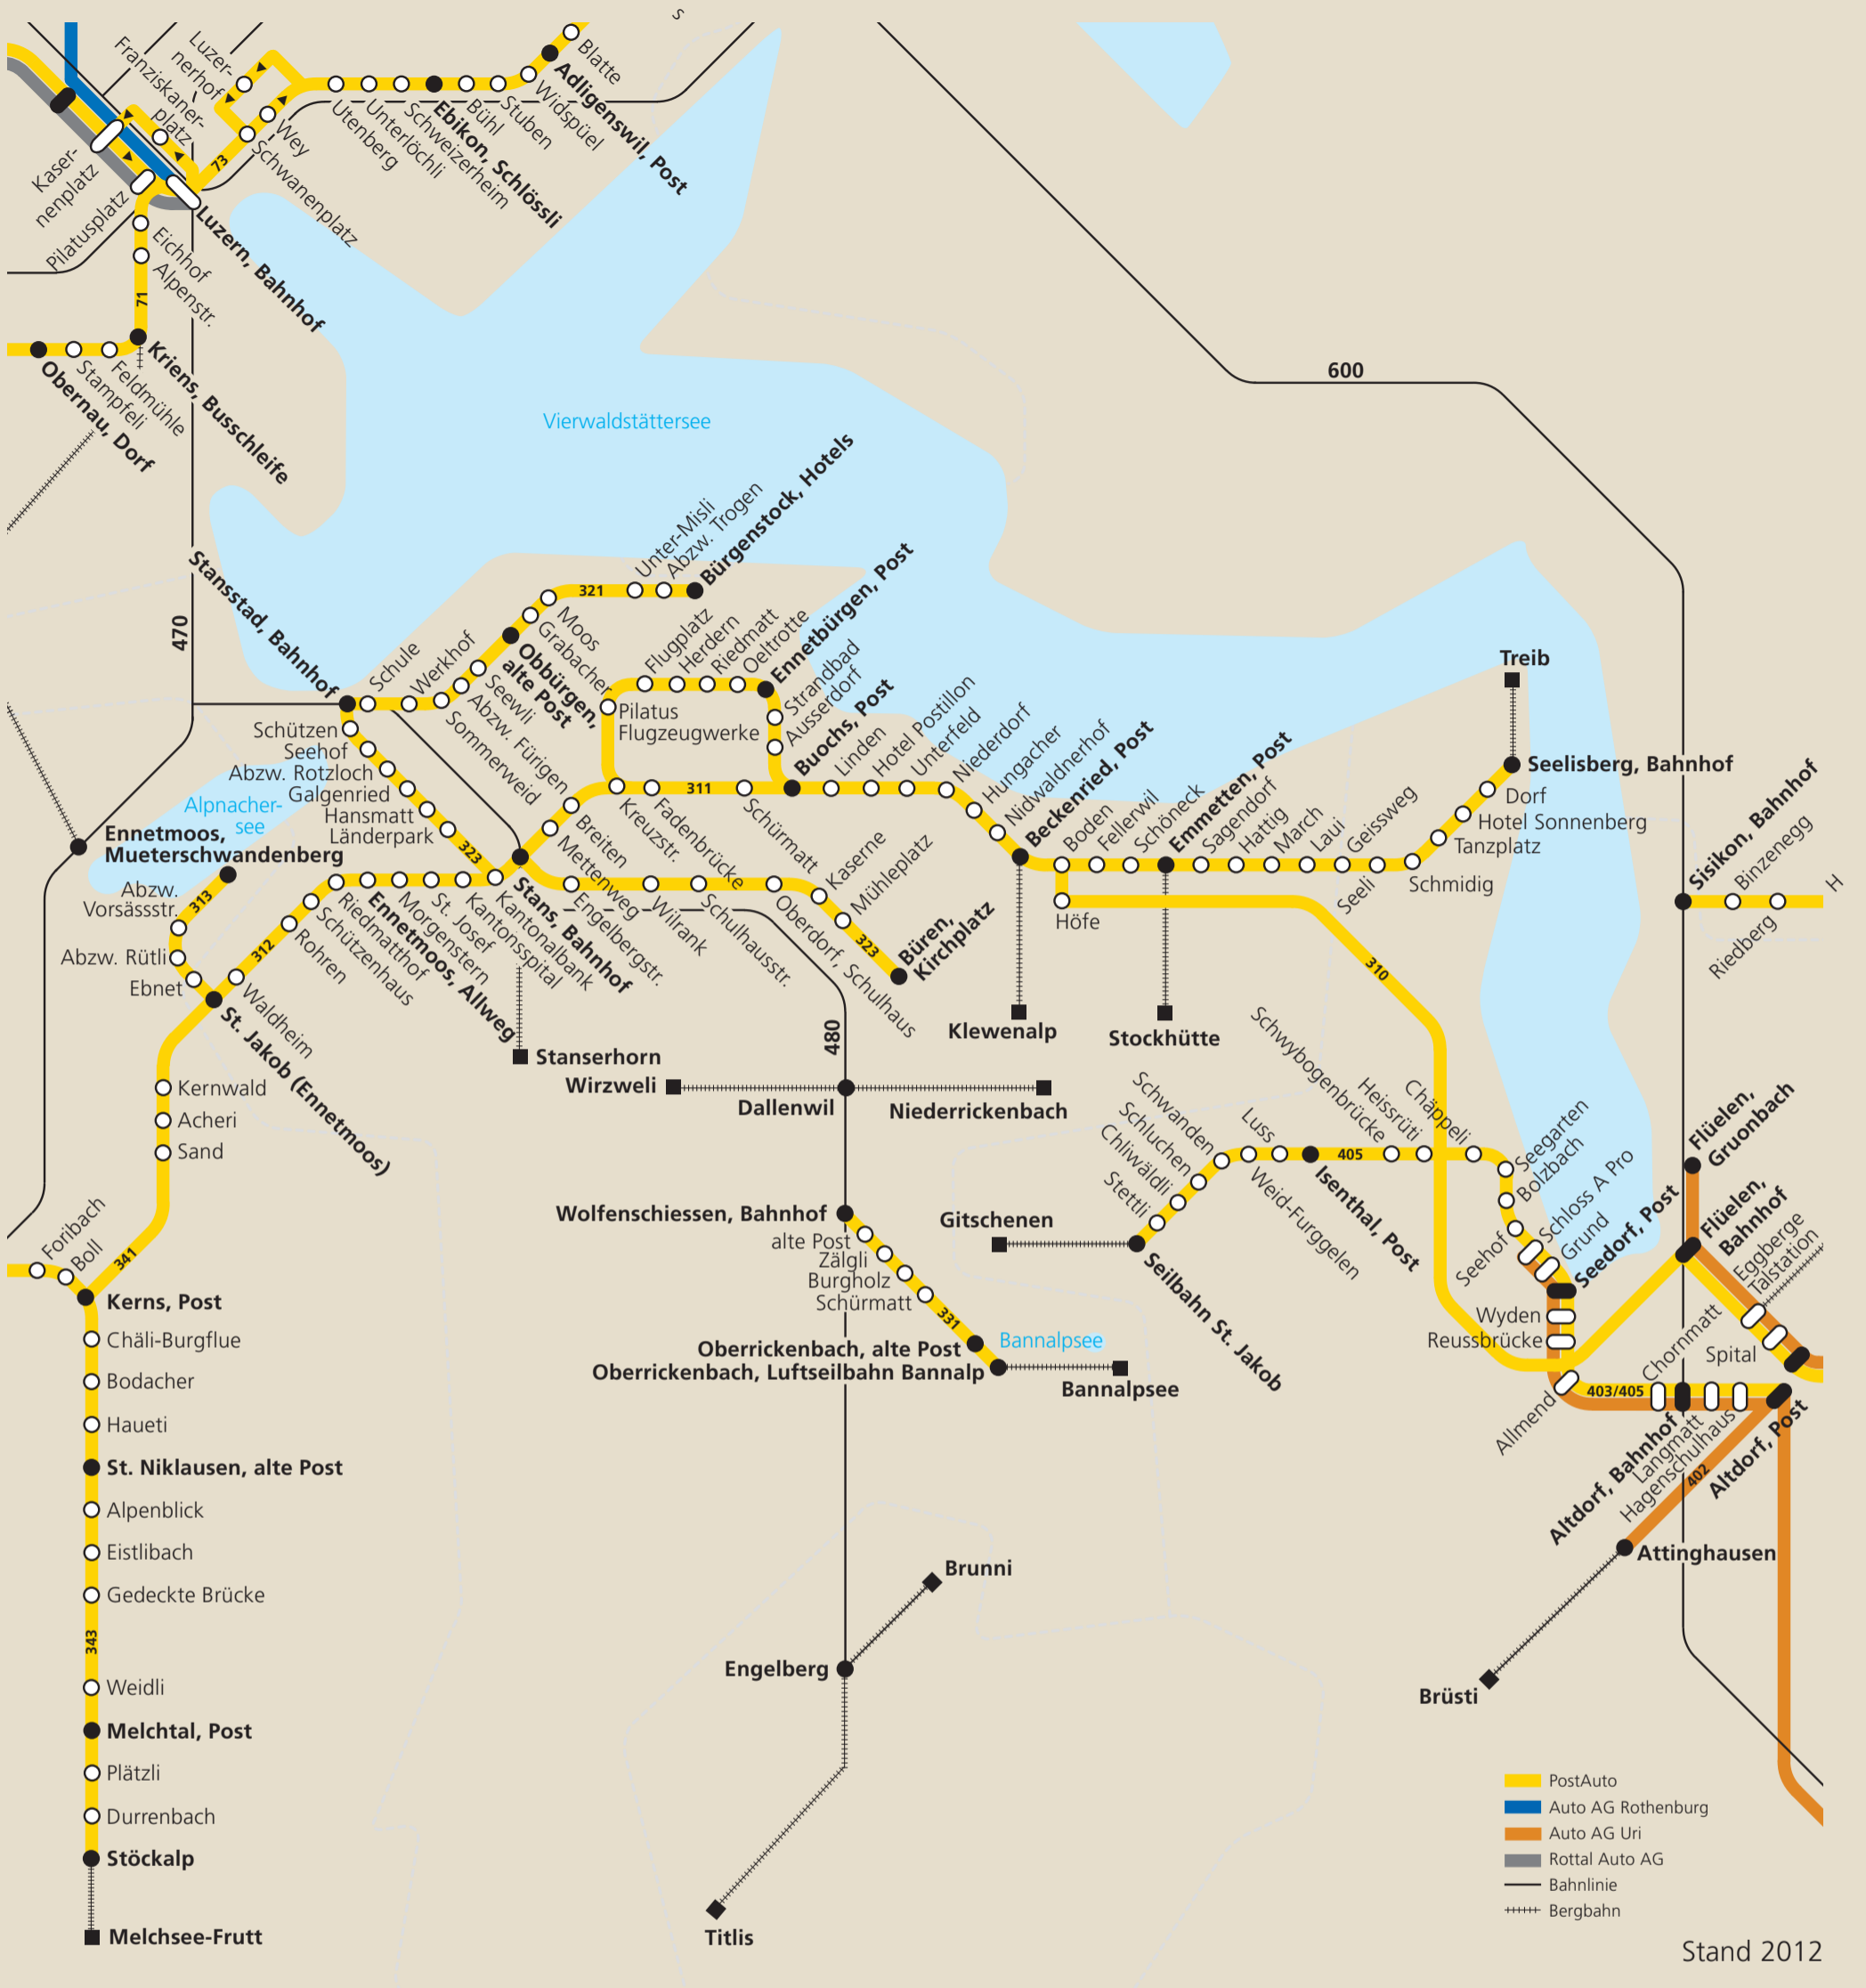 S
Luzer-
nerhof
Franziskaner-
platz
Blatte
Adligenswil, Post
Widspüel
Stuben
Bühl
Ebikon, Schlössli
Schweizerheim
Unterlöchli
Utenberg
Wey
Schwanenplatz
73
Kaser-
nenplatz
Pilatusplatz
Luzern, Bahnhof
Eichhof
Alpenstr.
71
Kriens, Busschleife
Feldmühle
Stampfeli
Obernau, Dorf
600
Vierwaldstättersee
470
Stansstad, Bahnhof
Schule
Werkhof
Sommerweid
Abzw. Fürigen
Seewli
Obbürgen,
alte Post
Grabacher
Moos
321
Unter-Misli
Abzw. Trogen
Bürgenstock, Hotels
Flugplatz
Herdern
Riedmatt
Oeltrotte
Ennetbürgen, Post
Strandbad
Ausserdorf
Pilatus
Flugzeugwerke
Buochs, Post
Linden
Hotel Postillon
Unterfeld
Niederdorf
Hungacher
Nidwaldnerhof
Beckenried, Post
311
Schürmatt
Fadenbrücke
Kreuzstr.
Breiten
Mettenweg
Schützen
Seehof
Abzw. Rotzloch
Galgenried
Hansmatt
Länderpark
323
Alpnacher-
see
Ennetmoos,
Mueterschwandenberg
Abzw.
Vorsässstr.
313
Abzw. Rütli
Ebnet
312
Rohren
Schützenhaus
Riedmatthof
Ennetmoos, Allweg
Morgenstern
St. Josef
Kantonsspital
Kantonalbank
Stans, Bahnhof
Engelbergstr.
Wilrank
Schulhausstr.
Oberdorf, Schulhaus
Kaserne
Mühleplatz
323
Büren,
Kirchplatz
Waldheim
St. Jakob (Ennetmoos)
Kernwald
Acheri
Sand
341
Stanserhorn
Wirzweli
Dallenwil
Niederrickenbach
480
Klewenalp
Stockhütte
Boden
Fellerwil
Schöneck
Emmetten, Post
Sagendorf
Hattig
March
Laui
Geissweg
Seeli
Schmidig
Tanzplatz
Hotel Sonnenberg
Dorf
Seelisberg, Bahnhof
Treib
Höfe
310
Sisikon, Bahnhof
Binzenegg
Riedberg
H
Foribach
Boll
Kerns, Post
Chäli-Burgflue
Bodacher
Haueti
St. Niklausen, alte Post
Alpenblick
Eistlibach
Gedeckte Brücke
343
Weidli
Melchtal, Post
Plätzli
Durrenbach
Stöckalp
Melchsee-Frutt
Wolfenschiessen, Bahnhof
alte Post
Zälgli
Burgholz
Schürmatt
331
Oberrickenbach, alte Post
Oberrickenbach, Luftseilbahn Bannalp
Bannalpsee
Bannalpsee
Gitschenen
Seilbahn St. Jakob
Stettli
Chliwäldli
Schluchen
Schwanden
Weid-Furggelen
Luss
Isenthal, Post
405
Schwybogenbrücke
Heissrüti
Chäppeli
Seegarten
Bolzbach
Seehof
Schloss A Pro
Grund
Seedorf, Post
Wyden
Reussbrücke
Allmend
403/405
Chornmatt
Altdorf, Bahnhof
Langmatt
Hagenschulhaus
Altdorf, Post
Spital
Flüelen,
Gruonbach
Flüelen,
Bahnhof
Eggberge
Talstation
402
Attinghausen
Brüsti
Brunni
Engelberg
Titlis
PostAuto
Auto AG Rothenburg
Auto AG Uri
Rottal Auto AG
Bahnlinie
Bergbahn
Stand 2012